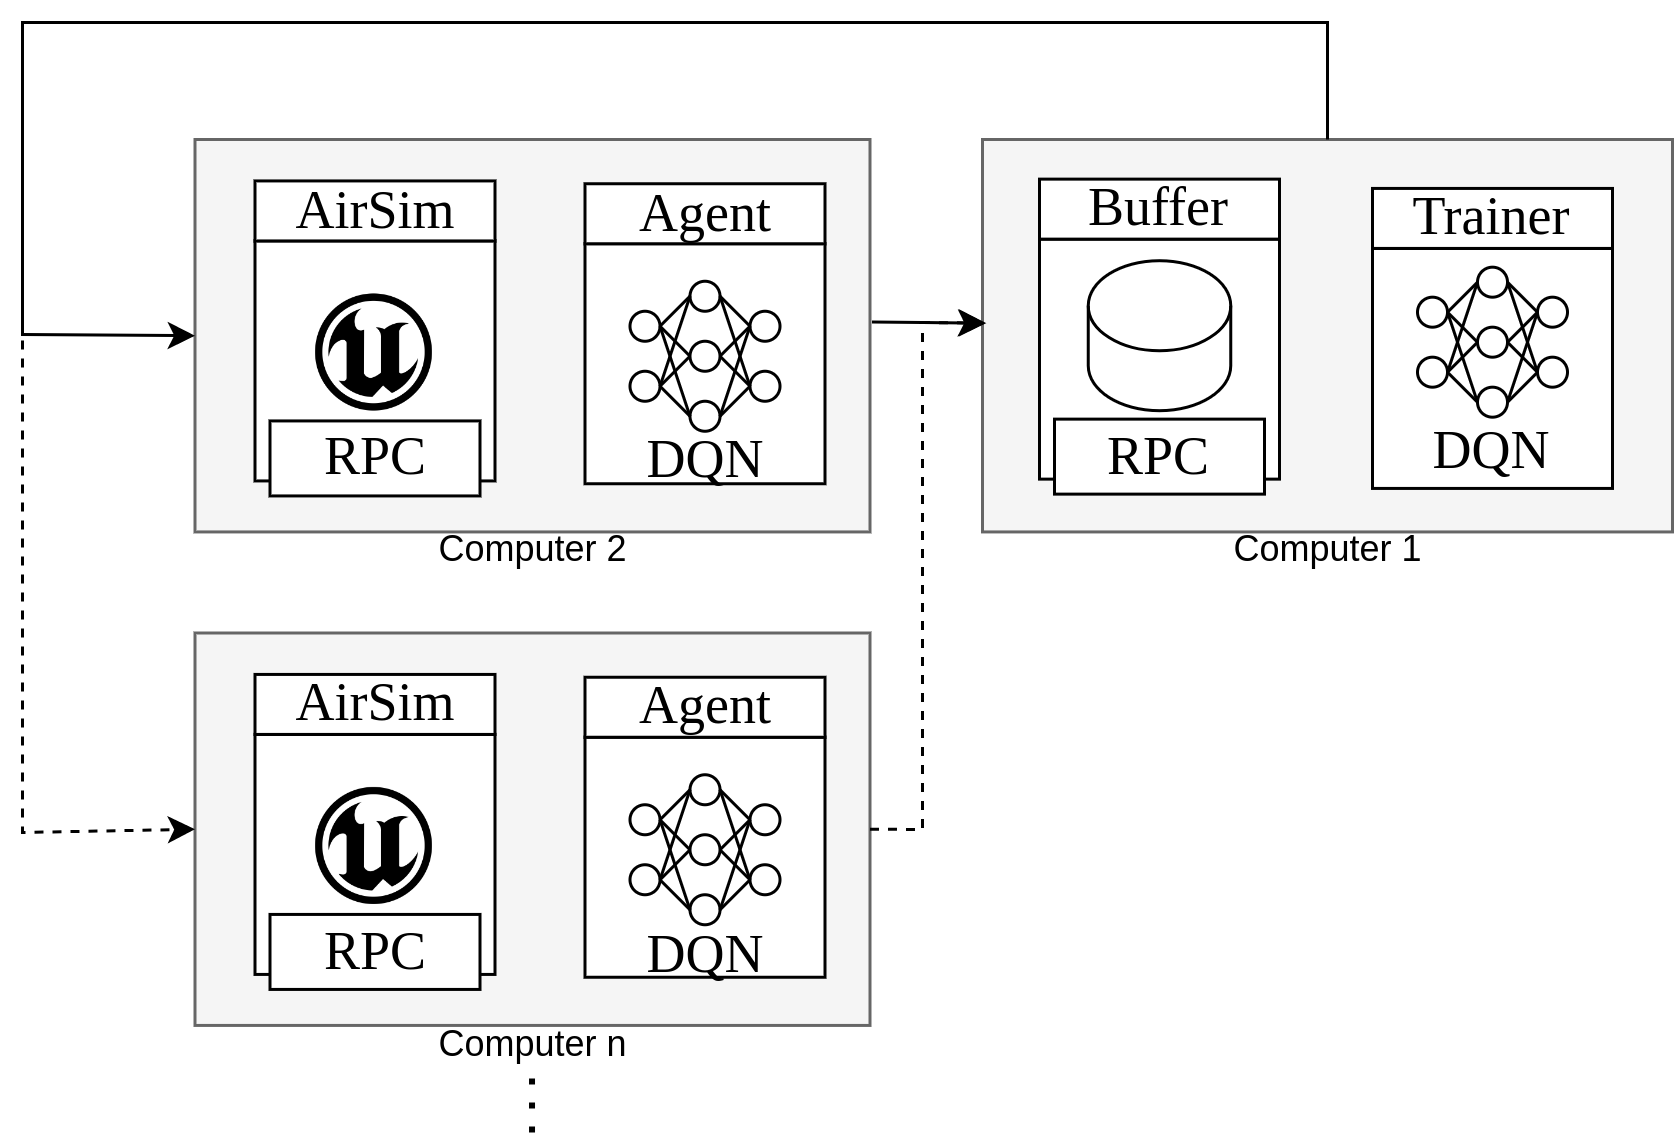 AirSim
Agent
Buffer
Trainer
RPC
DQN
RPC
DQN
Computer 2
Computer 1
AirSim
Agent
RPC
DQN
Computer n